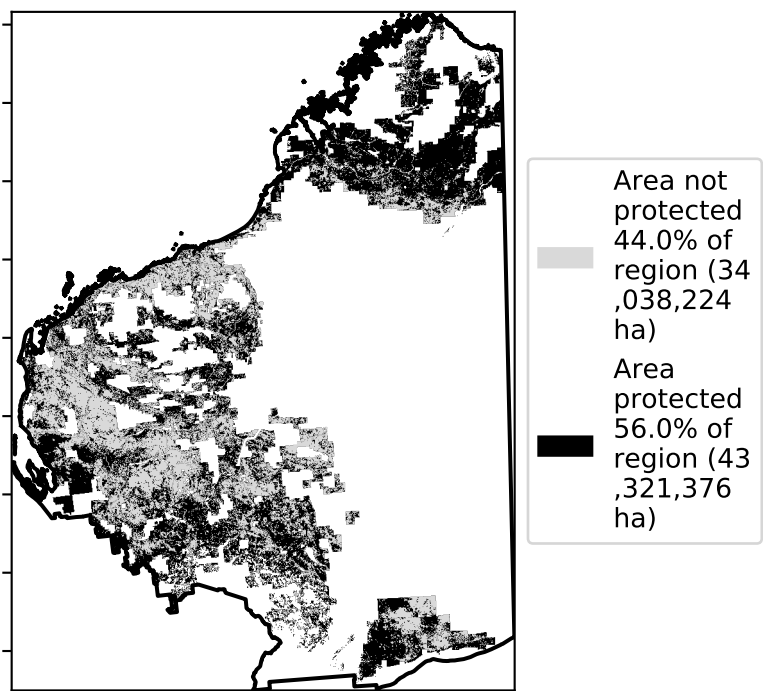 Area not
protected
44.0% of
region (34
,038,224
ha)
Area
protected
56.0% of
region (43
,321,376
ha)